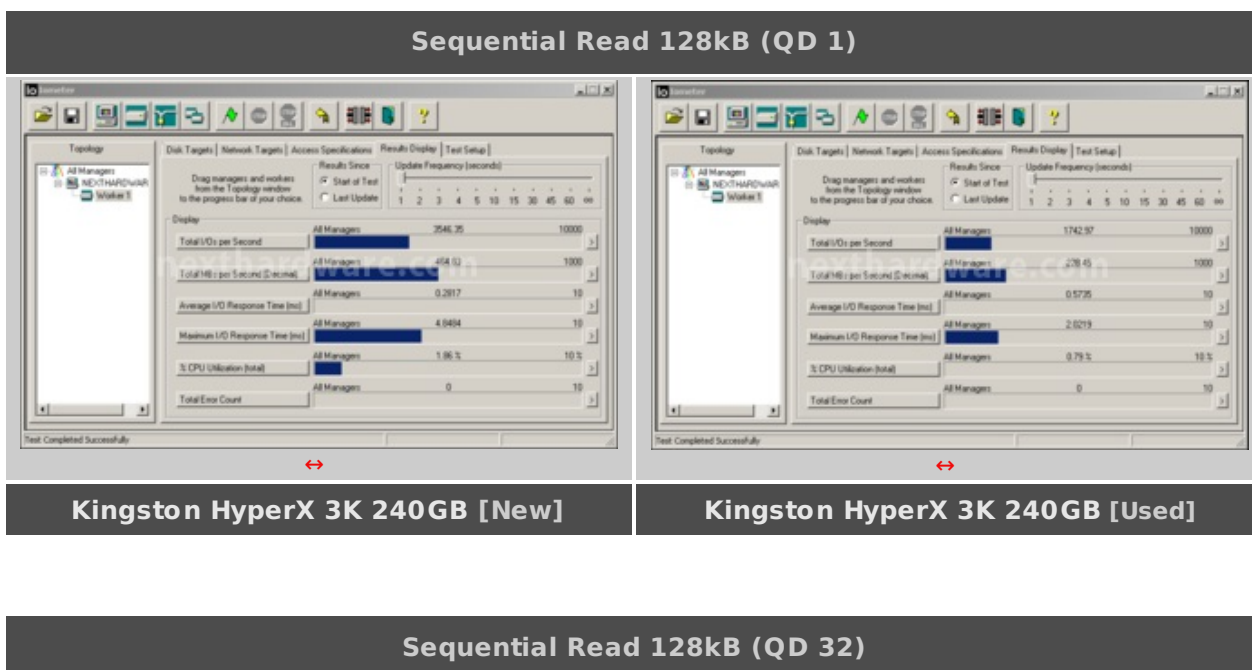 Sequential Read 128kB (QD 1)
Iometer
Topology
All Managers
NEXTHARDWAR
Worker 1
Disk Targets | Network Targets | Access Specifications | Results Display | Test Setup
Drag managers and workers
from the Topology window
to the progress bar of your choice.
Results Since
Start of Test
Last Update
Update Frequency (seconds)
1 2 3 4 5 10 15 30 45 60 ∞
Display
All Managers 3546.35 10000
Total I/Os per Second
All Managers 1000
Total MBs per Second (Decimal)
All Managers 0.2817 10
Average I/O Response Time (ms)
All Managers 4.8484 10
Maximum I/O Response Time (ms)
All Managers 1.86 % 10 %
% CPU Utilization (total)
All Managers 0 10
Total Error Count
Test Completed Successfully
nexthardware.com
↔
Kingston HyperX 3K 240GB [New]
Iometer
Topology
All Managers
NEXTHARDWAR
Worker 1
Disk Targets | Network Targets | Access Specifications | Results Display | Test Setup
Drag managers and workers
from the Topology window
to the progress bar of your choice.
Results Since
Start of Test
Last Update
Update Frequency (seconds)
1 2 3 4 5 10 15 30 45 60 ∞
Display
All Managers 1742.97 10000
Total I/Os per Second
All Managers 228.45 1000
Total MBs per Second (Decimal)
All Managers 0.5735 10
Average I/O Response Time (ms)
All Managers 2.0219 10
Maximum I/O Response Time (ms)
All Managers 0.79 % 10 %
% CPU Utilization (total)
All Managers 0 10
Total Error Count
Test Completed Successfully
nexthardware.com
↔
Kingston HyperX 3K 240GB [Used]
Sequential Read 128kB (QD 32)